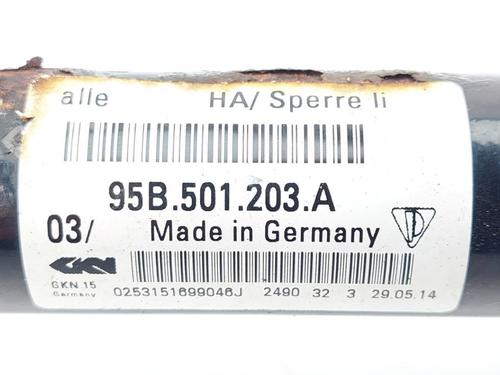 alle HA/ Sperre li
95B.501.203.A
03/ Made in Germany D
GKN
GKN 15
Germany
0253151699046J 2490 32 3 29.05.14